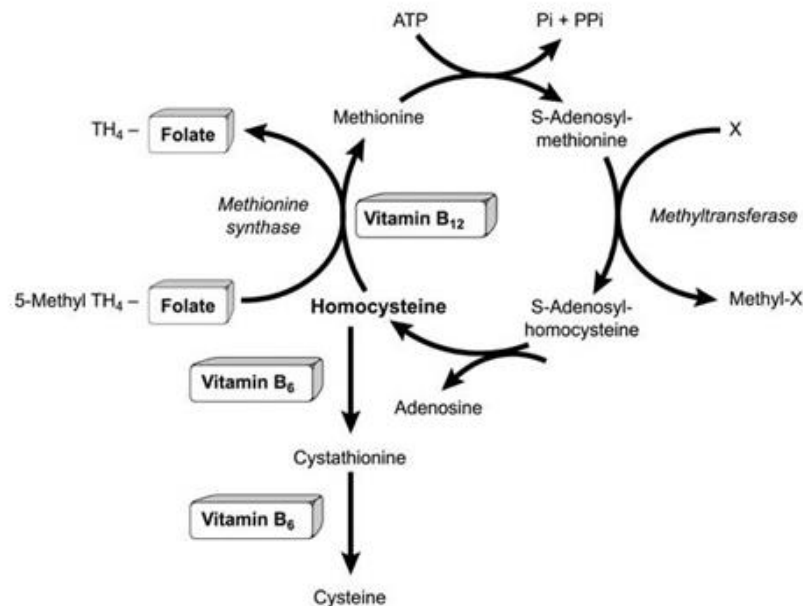 ATP
Pi + PPi
Methionine
S-Adenosyl-
methionine
TH₄ – Folate
X
Methionine
synthase
Vitamin B₁₂
Methyltransferase
5-Methyl TH₄ – Folate
Homocysteine
S-Adenosyl-
homocysteine
Methyl-X
Vitamin B₆
Adenosine
Cystathionine
Vitamin B₆
Cysteine